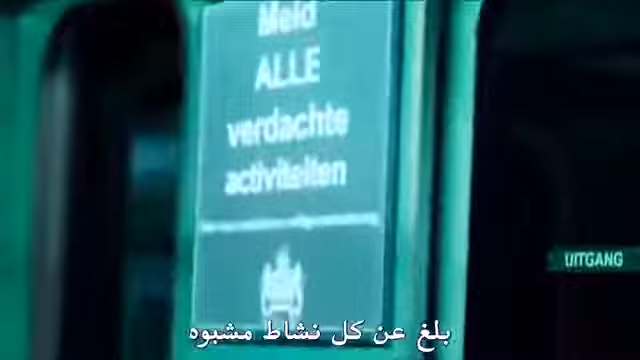 Meld
ALLE
verdachte
activiteiten
UITGANG
بلغ عن كل نشاط مشبوه